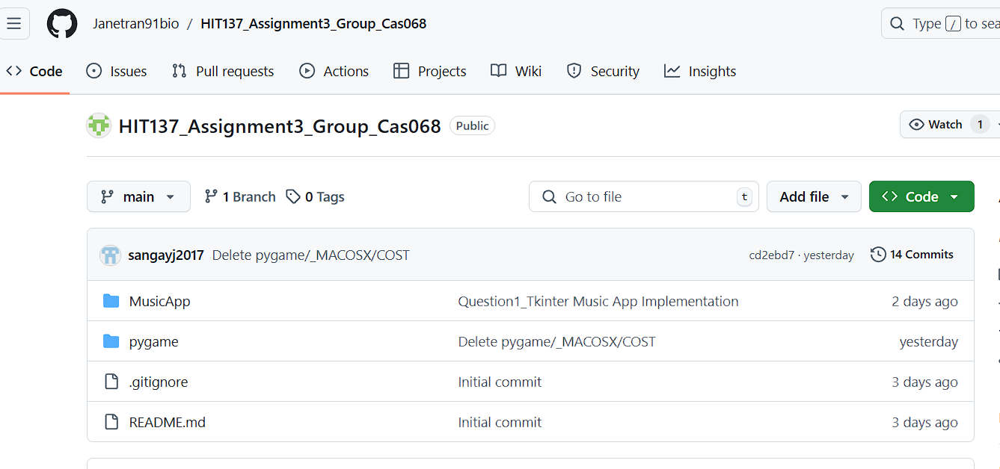 Janetran91bio / HIT137_Assignment3_Group_Cas068
Type / to sea
Code Issues Pull requests Actions Projects Wiki Security Insights
HIT137_Assignment3_Group_Cas068 Public
Watch 1
main 1 Branch 0 Tags Go to file t Add file Code
sangayj2017 Delete pygame/_MACOSX/COST cd2ebd7 · yesterday 14 Commits
MusicApp Question1_Tkinter Music App Implementation 2 days ago
pygame Delete pygame/_MACOSX/COST yesterday
.gitignore Initial commit 3 days ago
README.md Initial commit 3 days ago